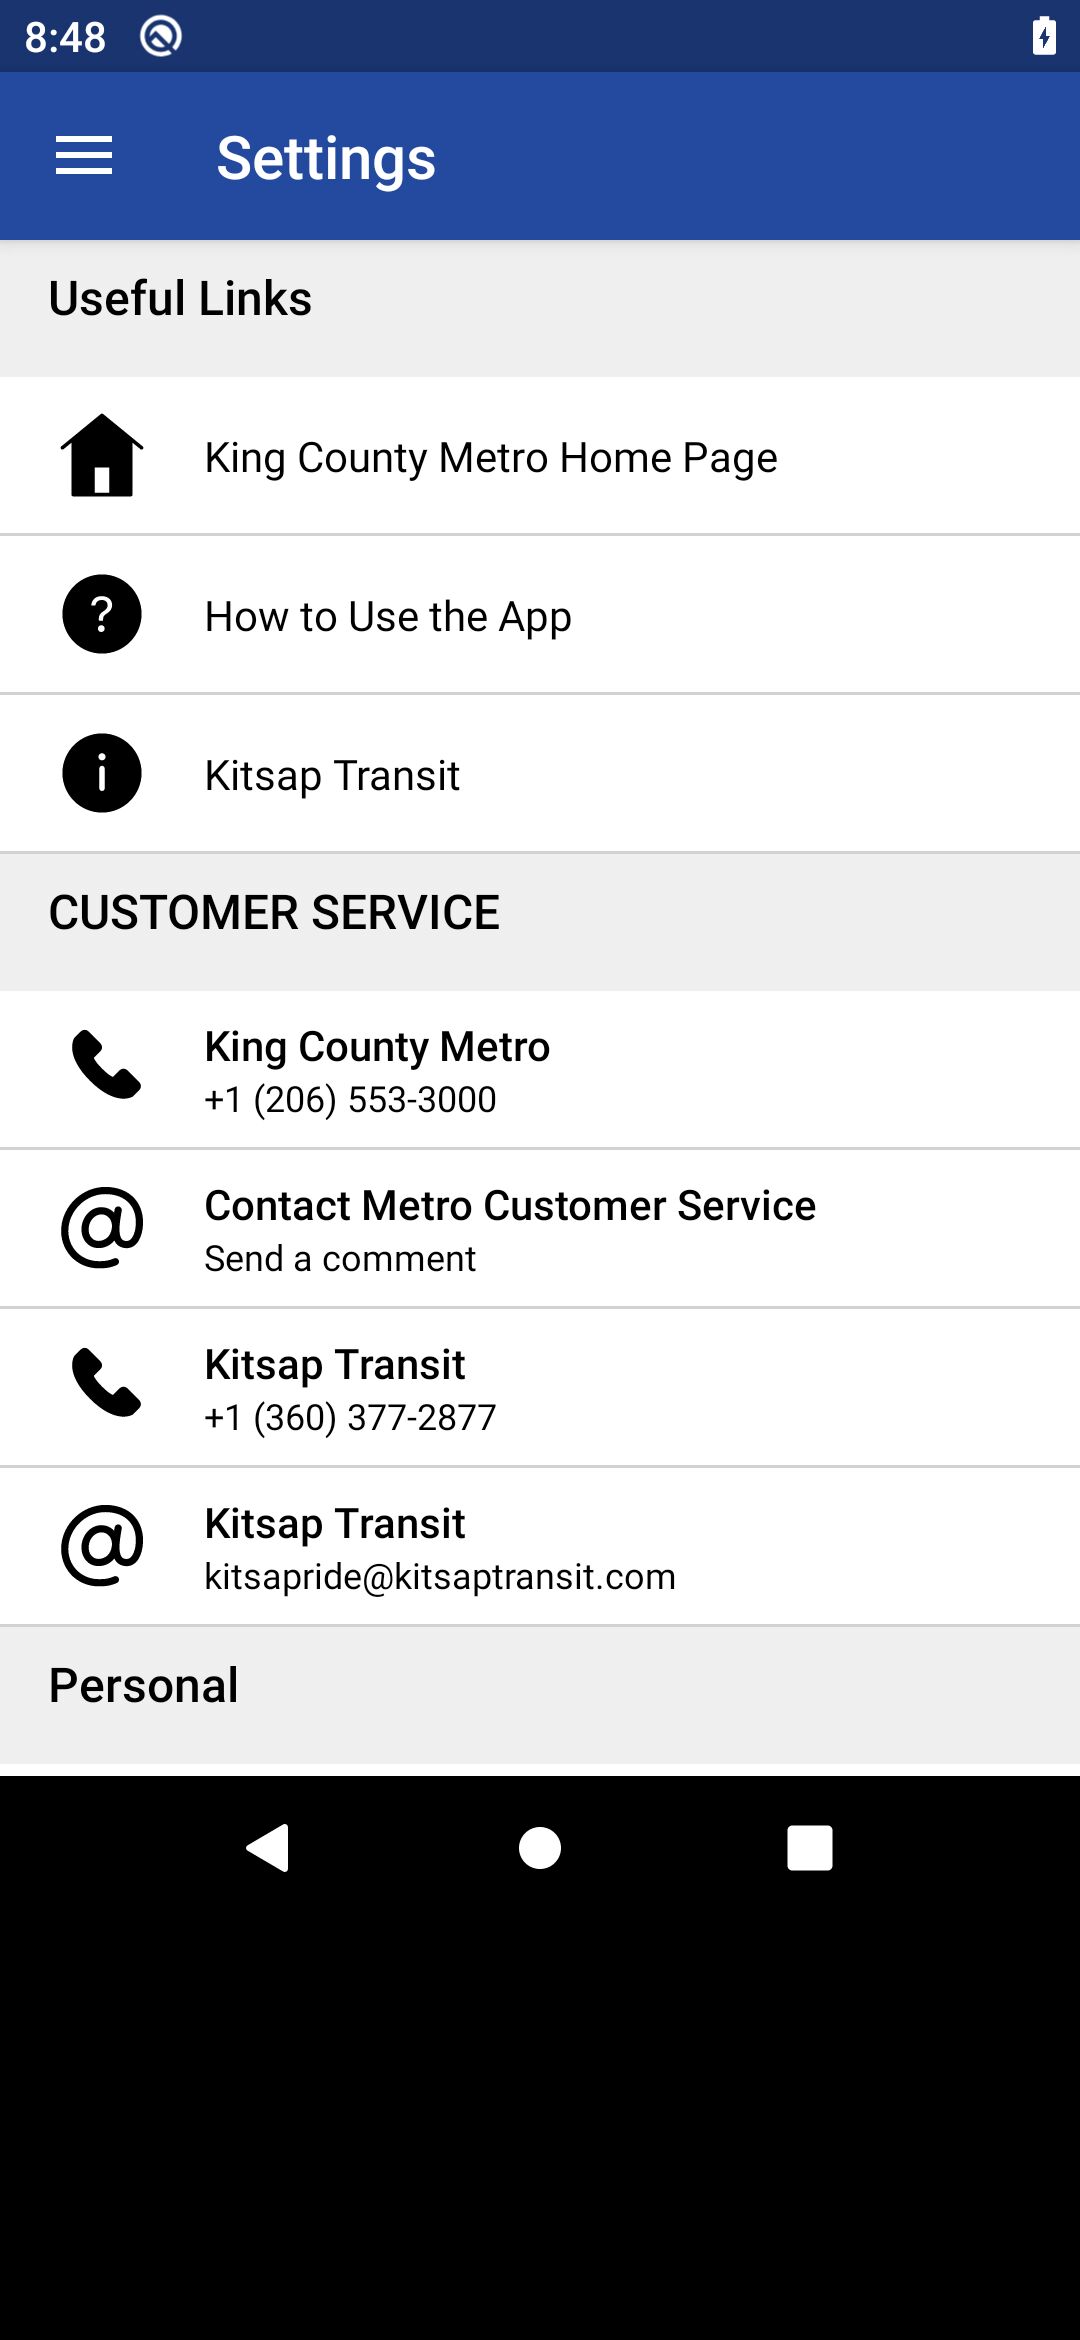 8:48
Settings
Useful Links
King County Metro Home Page
?
How to Use the App
i
Kitsap Transit
CUSTOMER SERVICE
King County Metro
+1 (206) 553-3000
@
Contact Metro Customer Service
Send a comment
Kitsap Transit
+1 (360) 377-2877
@
Kitsap Transit
kitsapride@kitsaptransit.com
Personal